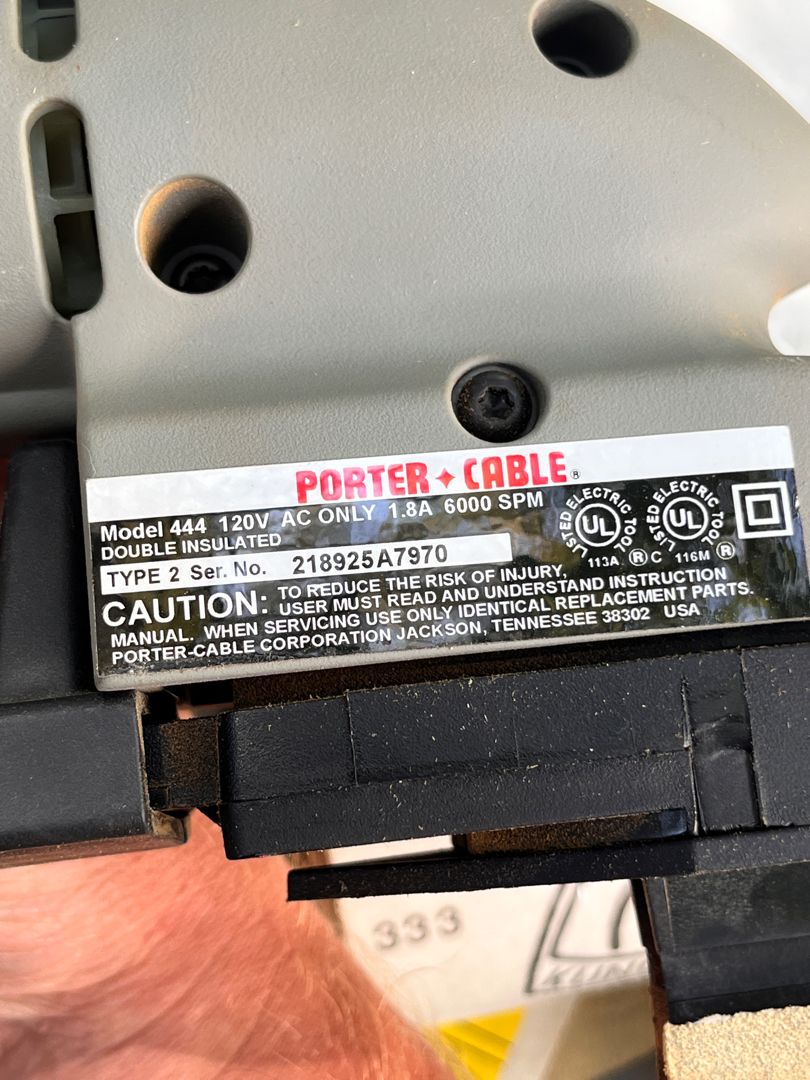 PORTER+CABLE®
Model 444 120V AC ONLY 1.8A 6000 SPM
DOUBLE INSULATED
TYPE 2 Ser. No. 218925A7970
LISTED ELECTRIC TOOL
UL
113A
® C
LISTED ELECTRIC TOOL
UL
116M
®
CAUTION: TO REDUCE THE RISK OF INJURY,
USER MUST READ AND UNDERSTAND INSTRUCTION
MANUAL. WHEN SERVICING USE ONLY IDENTICAL REPLACEMENT PARTS.
PORTER-CABLE CORPORATION JACKSON, TENNESSEE 38302 USA
333